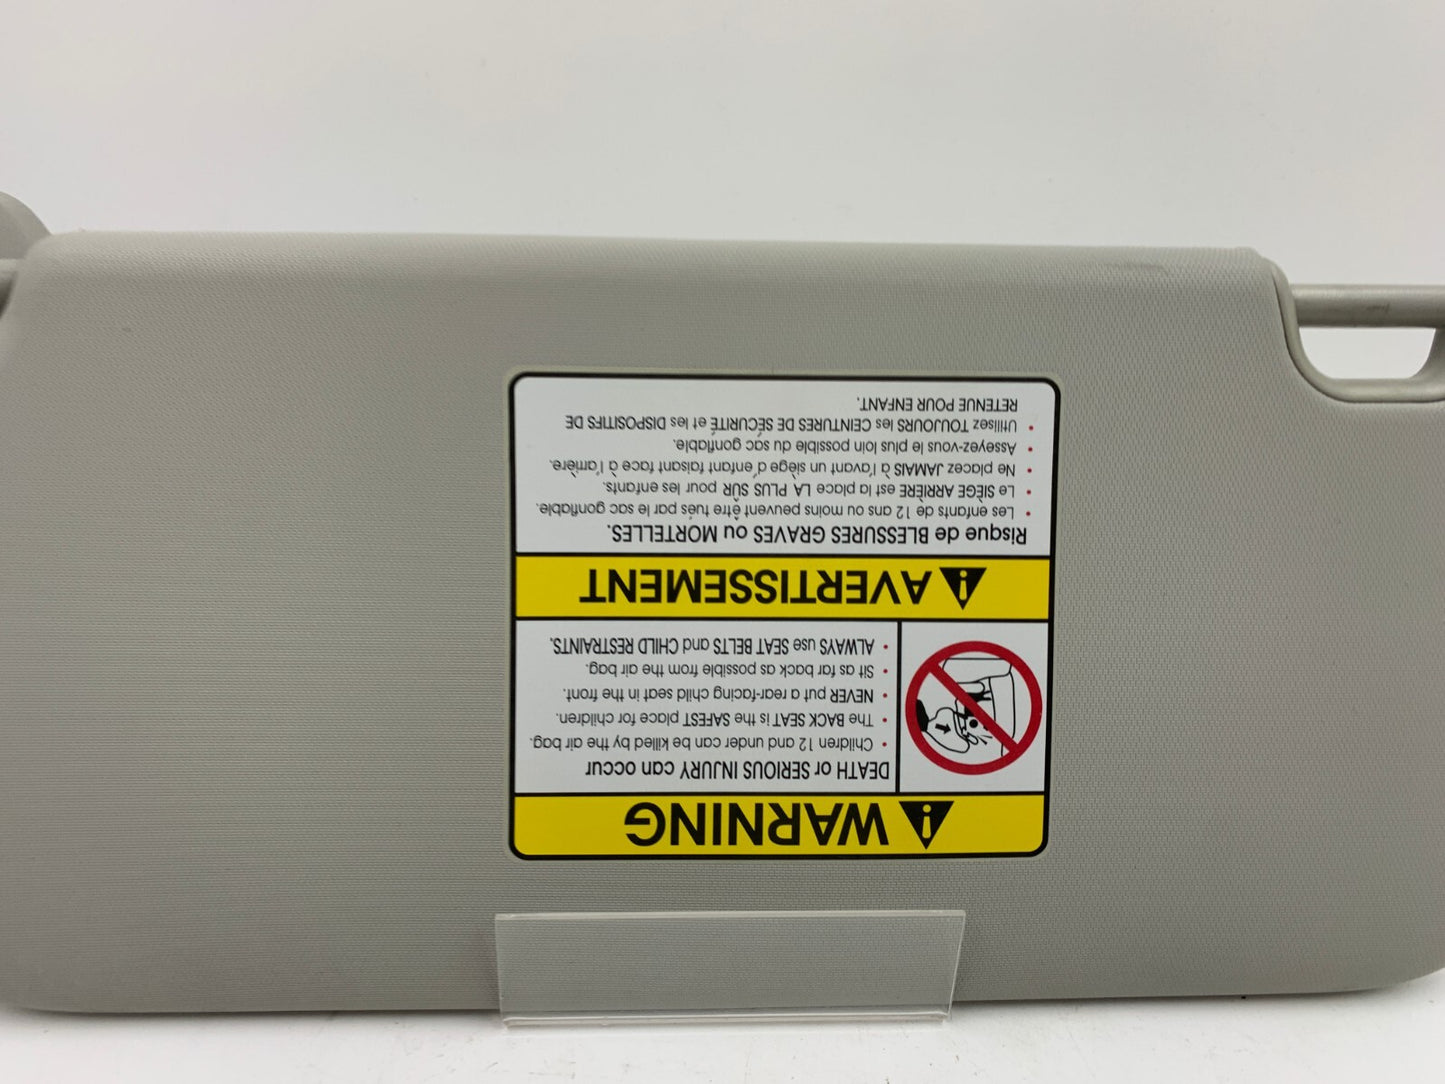 WARNING
DEATH or SERIOUS INJURY can occur
• Children 12 and under can be killed by the air bag.
• The BACK SEAT is the SAFEST place for children.
• NEVER put a rear-facing child seat in the front.
• Sit as far back as possible from the air bag.
• ALWAYS use SEAT BELTS and CHILD RESTRAINTS.
AVERTISSEMENT
Risque de BLESSURES GRAVES ou MORTELLES.
• Les enfants de 12 ans ou moins peuvent être tués par le sac gonflable.
• Le SIÈGE ARRIÈRE est la place LA PLUS SÛR pour les enfants.
• Ne placez JAMAIS à l'avant un siège d'enfant faisant face à l'arrière.
• Asseyez-vous le plus loin possible du sac gonflable.
• Utilisez TOUJOURS les CEINTURES DE SÉCURITÉ et les DISPOSITIFS DE
RETENUE POUR ENFANT.